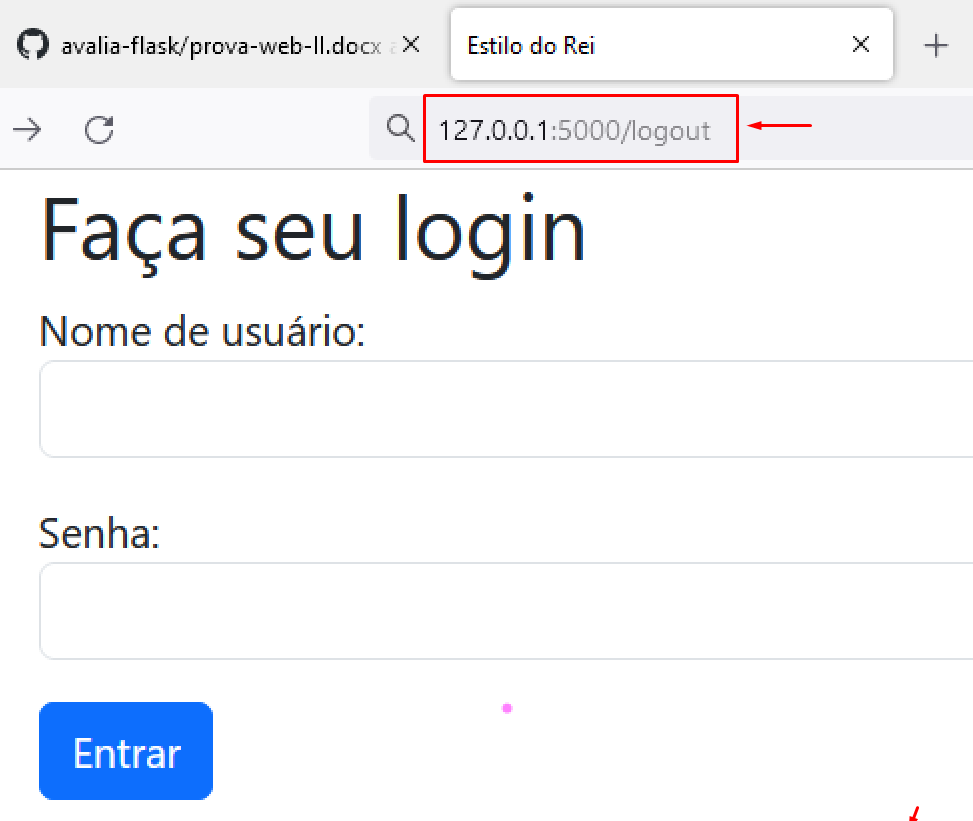 avalia-flask/prova-web-II.docx
Estilo do Rei
127.0.0.1:5000/logout
Faça seu login
Nome de usuário:
Senha:
Entrar